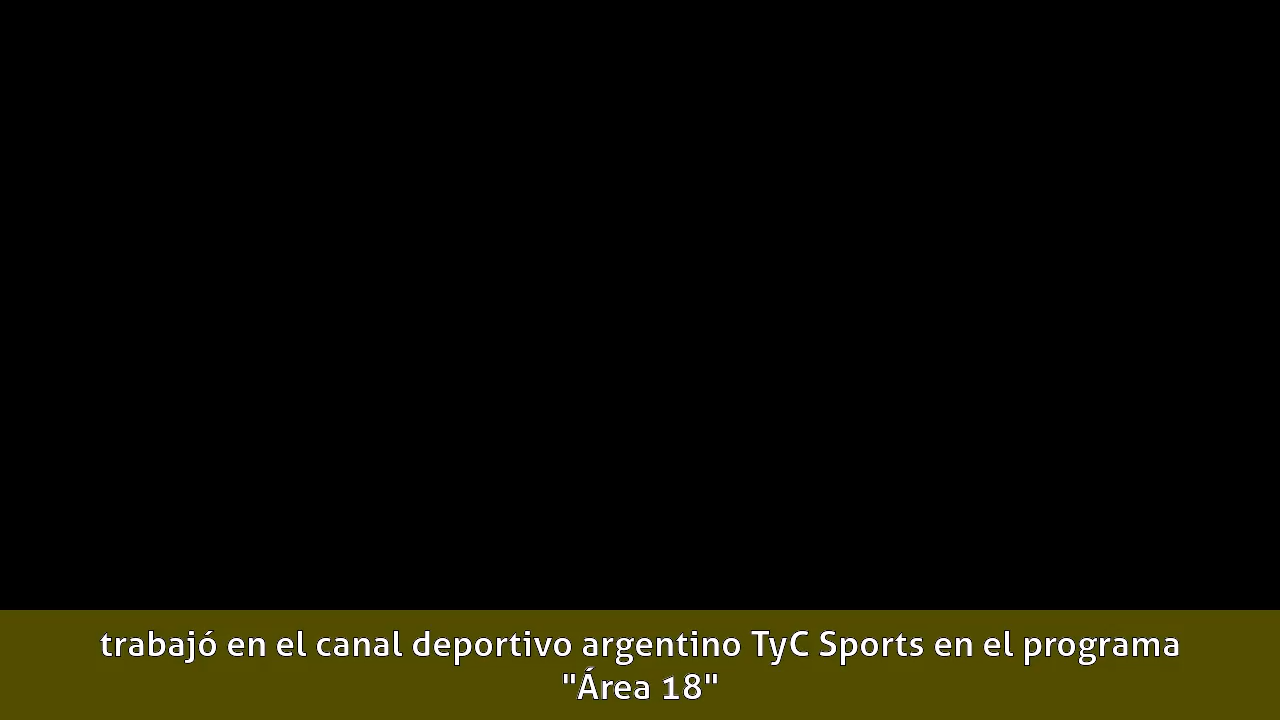 trabajó en el canal deportivo argentino TyC Sports en el programa
"Área 18"